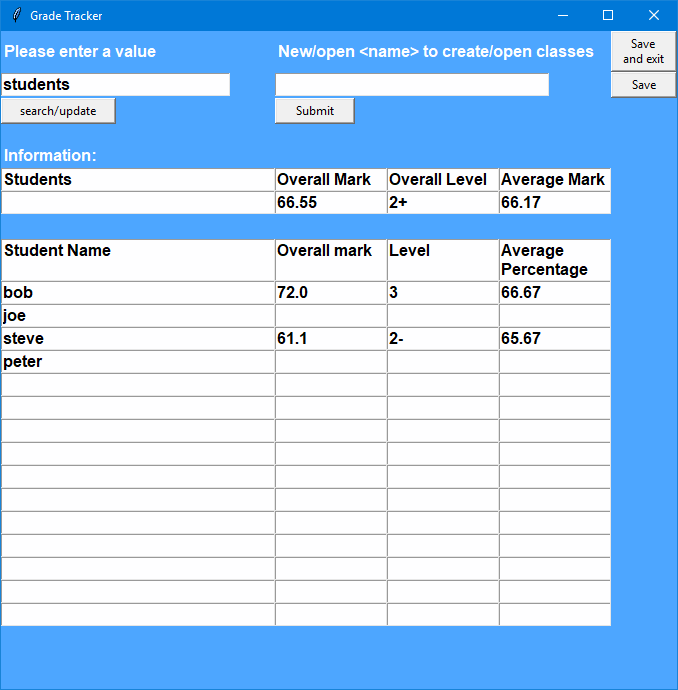 Grade Tracker
Please enter a value
New/open <name> to create/open classes
Save
and exit
students
Save
search/update
Submit
Information:
Students Overall Mark Overall Level Average Mark
66.55 2+ 66.17
Student Name Overall mark Level Average
Percentage
bob 72.0 3 66.67
joe
steve 61.1 2- 65.67
peter